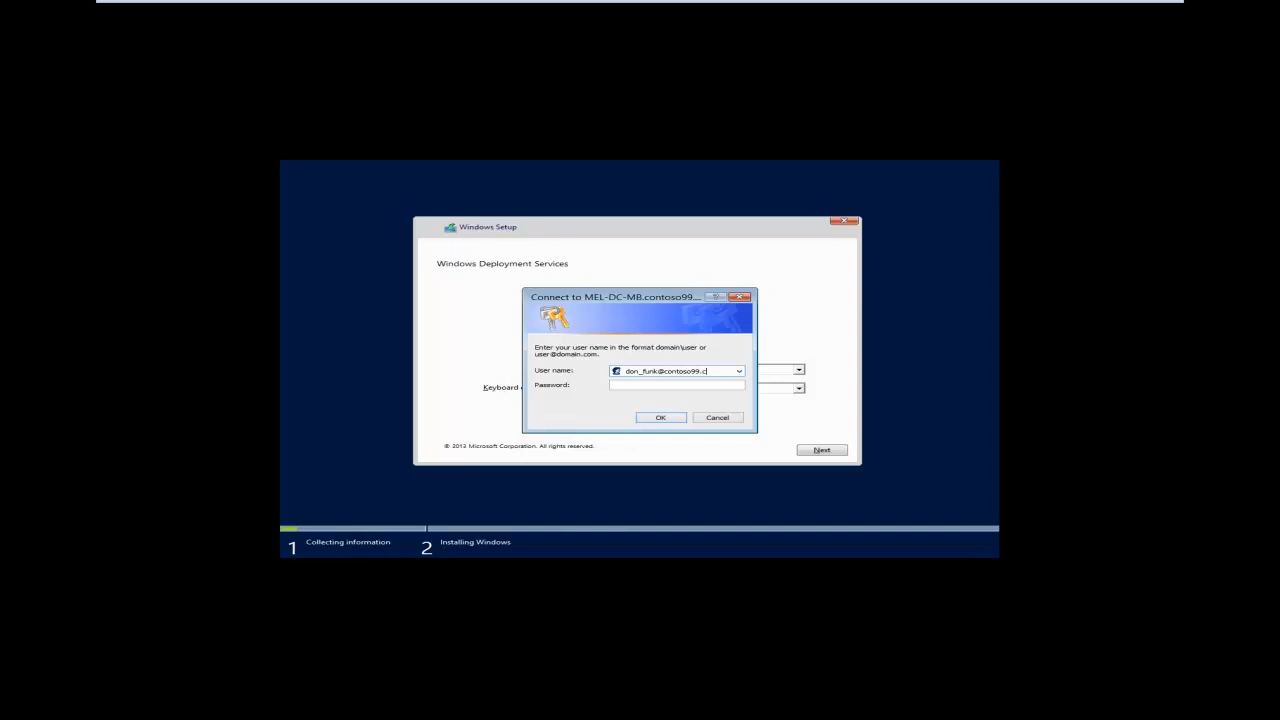 Windows Setup
Windows Deployment Services
Connect to MEL-DC-MB.contoso99....
Enter your user name in the format domain\user or
user@domain.com.
User name:
don_funk@contoso99.c
Password:
Keyboard
OK
Cancel
© 2013 Microsoft Corporation. All rights reserved.
Next
1 Collecting information
2 Installing Windows